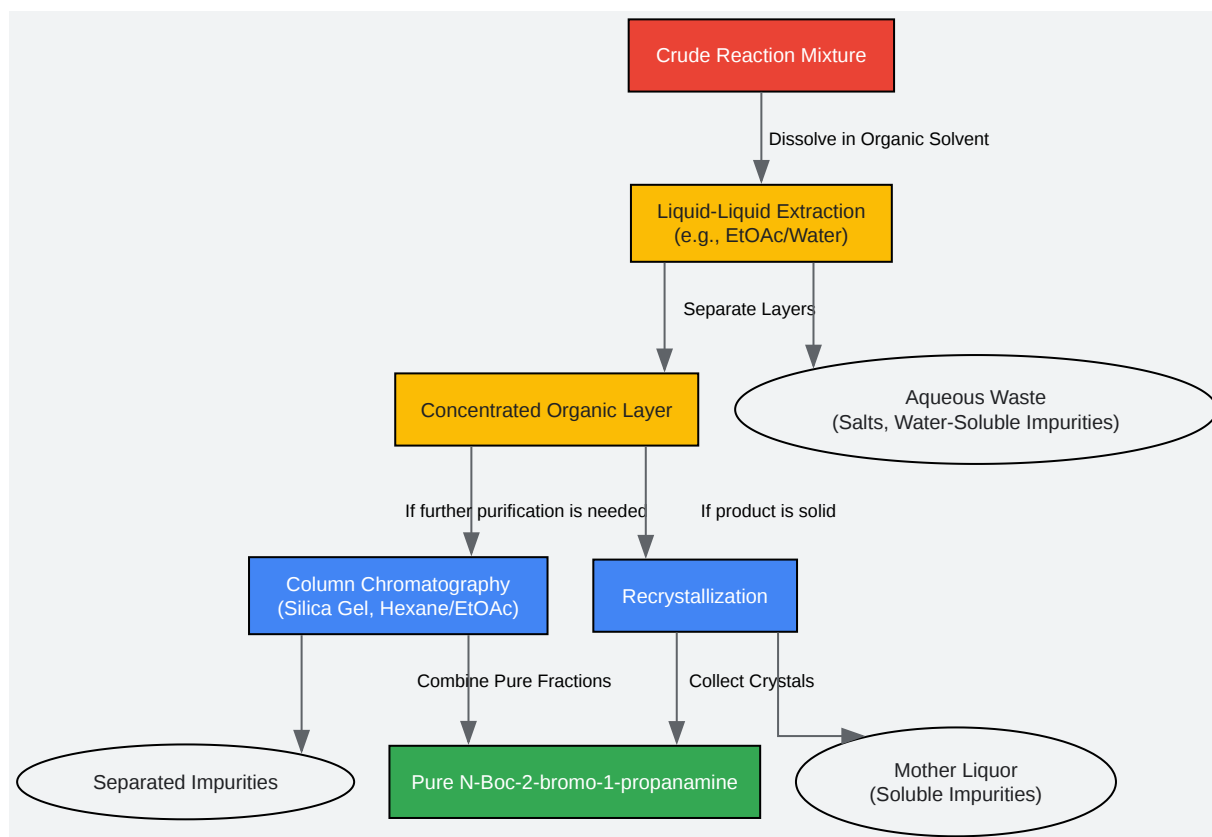 Crude Reaction Mixture
Dissolve in Organic Solvent
Liquid-Liquid Extraction
(e.g., EtOAc/Water)
Separate Layers
Aqueous Waste
(Salts, Water-Soluble Impurities)
Concentrated Organic Layer
If further purification is needed
If product is solid
Column Chromatography
(Silica Gel, Hexane/EtOAc)
Recrystallization
Combine Pure Fractions
Collect Crystals
Separated Impurities
Pure N-Boc-2-bromo-1-propanamine
Mother Liquor
(Soluble Impurities)